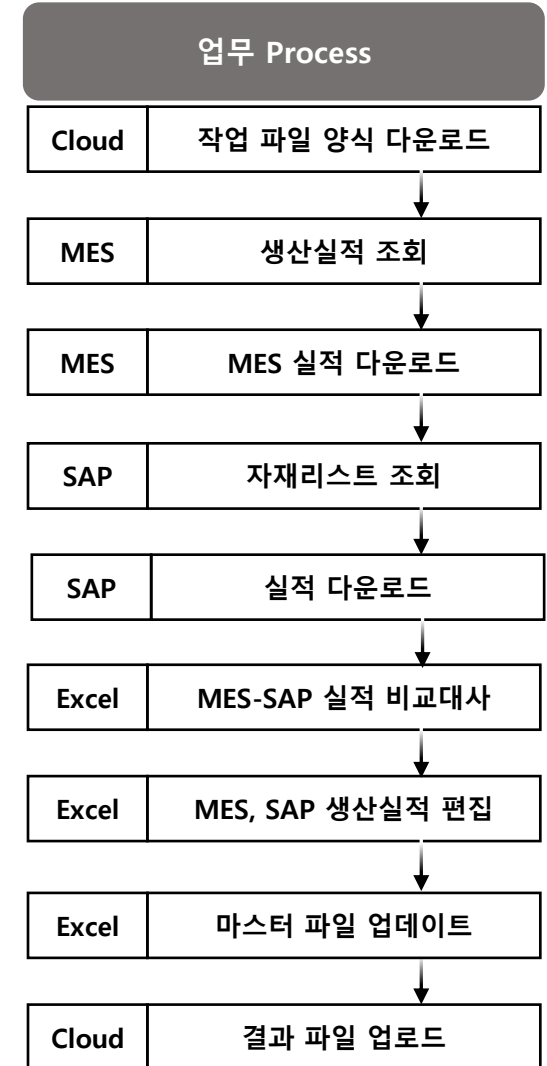 업무 Process
Cloud 작업 파일 양식 다운로드
MES 생산실적 조회
MES MES 실적 다운로드
SAP 자재리스트 조회
SAP 실적 다운로드
Excel MES-SAP 실적 비교대사
Excel MES, SAP 생산실적 편집
Excel 마스터 파일 업데이트
Cloud 결과 파일 업로드